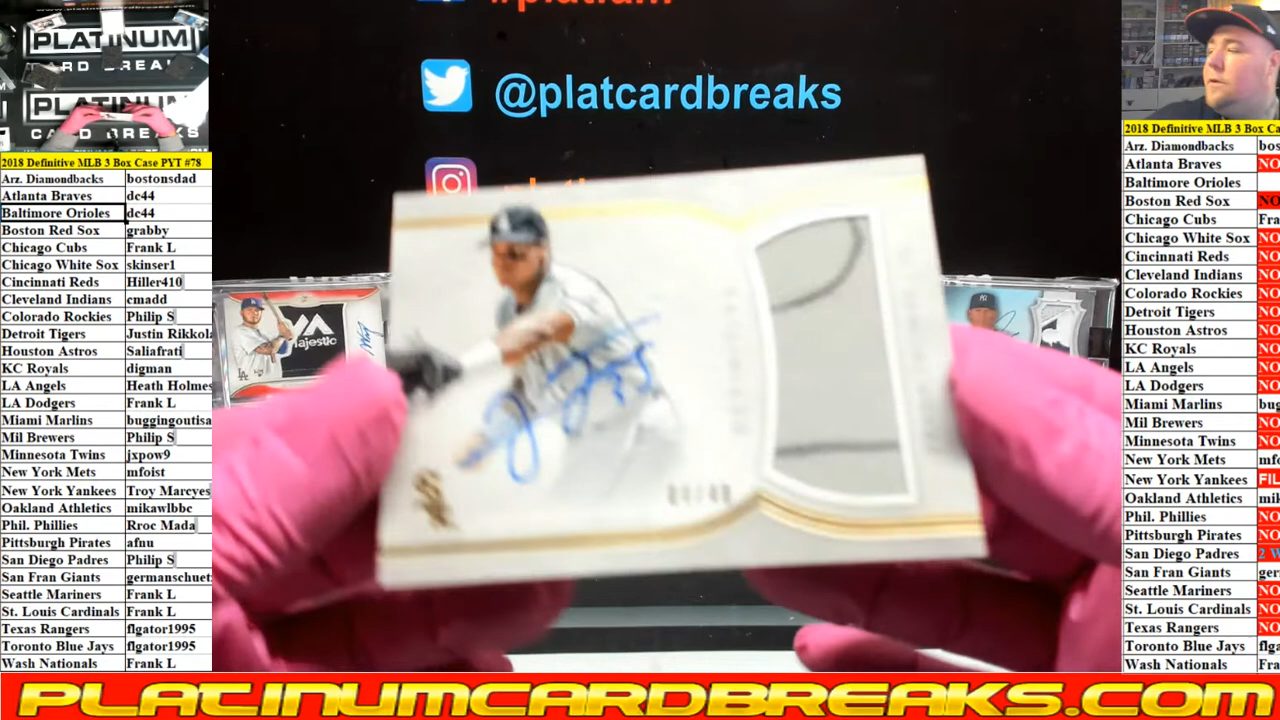 PLATINUM
CARD BREA
PLATINUM
CA D BREAKS
2018 Definitive MLB 3 Box Case PYT #78
Arz. Diamondbacks bostonsdad
Atlanta Braves dc44
Baltimore Orioles dc44
Boston Red Sox grabby
Chicago Cubs Frank L
Chicago White Sox skinser1
Cincinnati Reds Hiller410
Cleveland Indians cmadd
Colorado Rockies Philip S
Detroit Tigers Justin Rikkola
Houston Astros Saliafrati
KC Royals digman
LA Angels Heath Holmes
LA Dodgers Frank L
Miami Marlins buggingoutisa
Mil Brewers Philip S
Minnesota Twins jxpow9
New York Mets mfoist
New York Yankees Troy Marcyes
Oakland Athletics mikawlbbc
Phil. Phillies Rroc Mada
Pittsburgh Pirates afnu
San Diego Padres Philip S
San Fran Giants germanschuet
Seattle Mariners Frank L
St. Louis Cardinals Frank L
Texas Rangers flgator1995
Toronto Blue Jays flgator1995
Wash Nationals Frank L
#platinum
@platcardbreaks
Majestic
LA
SOX
2018 Definitive MLB 3 Box Ca
Arz. Diamondbacks bos
Atlanta Braves NO
Baltimore Orioles
Boston Red Sox NO
Chicago Cubs Fra
Chicago White Sox NO
Cincinnati Reds NO
Cleveland Indians NO
Colorado Rockies NO
Detroit Tigers NO
Houston Astros NO
KC Royals NO
LA Angels NO
LA Dodgers NO
Miami Marlins bug
Mil Brewers NO
Minnesota Twins NO
New York Mets mfo
New York Yankees FIL
Oakland Athletics mik
Phil. Phillies NO
Pittsburgh Pirates NO
San Diego Padres 2 W
San Fran Giants ger
Seattle Mariners NO
St. Louis Cardinals NO
Texas Rangers NO
Toronto Blue Jays flga
Wash Nationals Fra
PLATINUMCARDBREAKS.COM